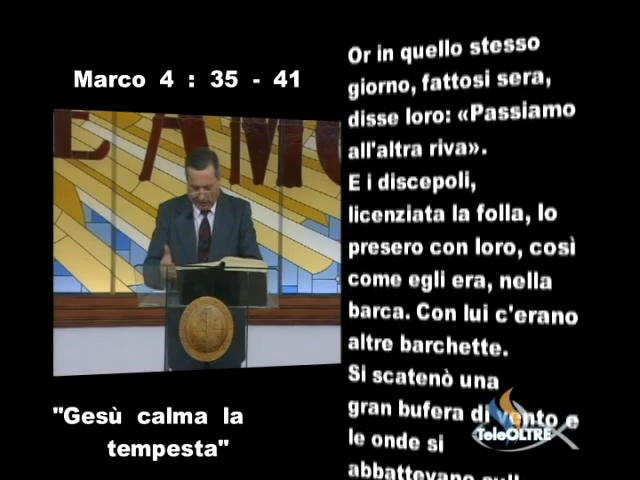 Marco 4 : 35 - 41
E AMO
"Gesù calma la
tempesta"
Or in quello stesso
giorno, fattosi sera,
disse loro: «Passiamo
all'altra riva».
E i discepoli,
licenziata la folla, lo
presero con loro, così
come egli era, nella
barca. Con lui c'erano
altre barchette.
Si scatenò una
gran bufera di vento e
le onde si
abbattevano
TeleOLTRE